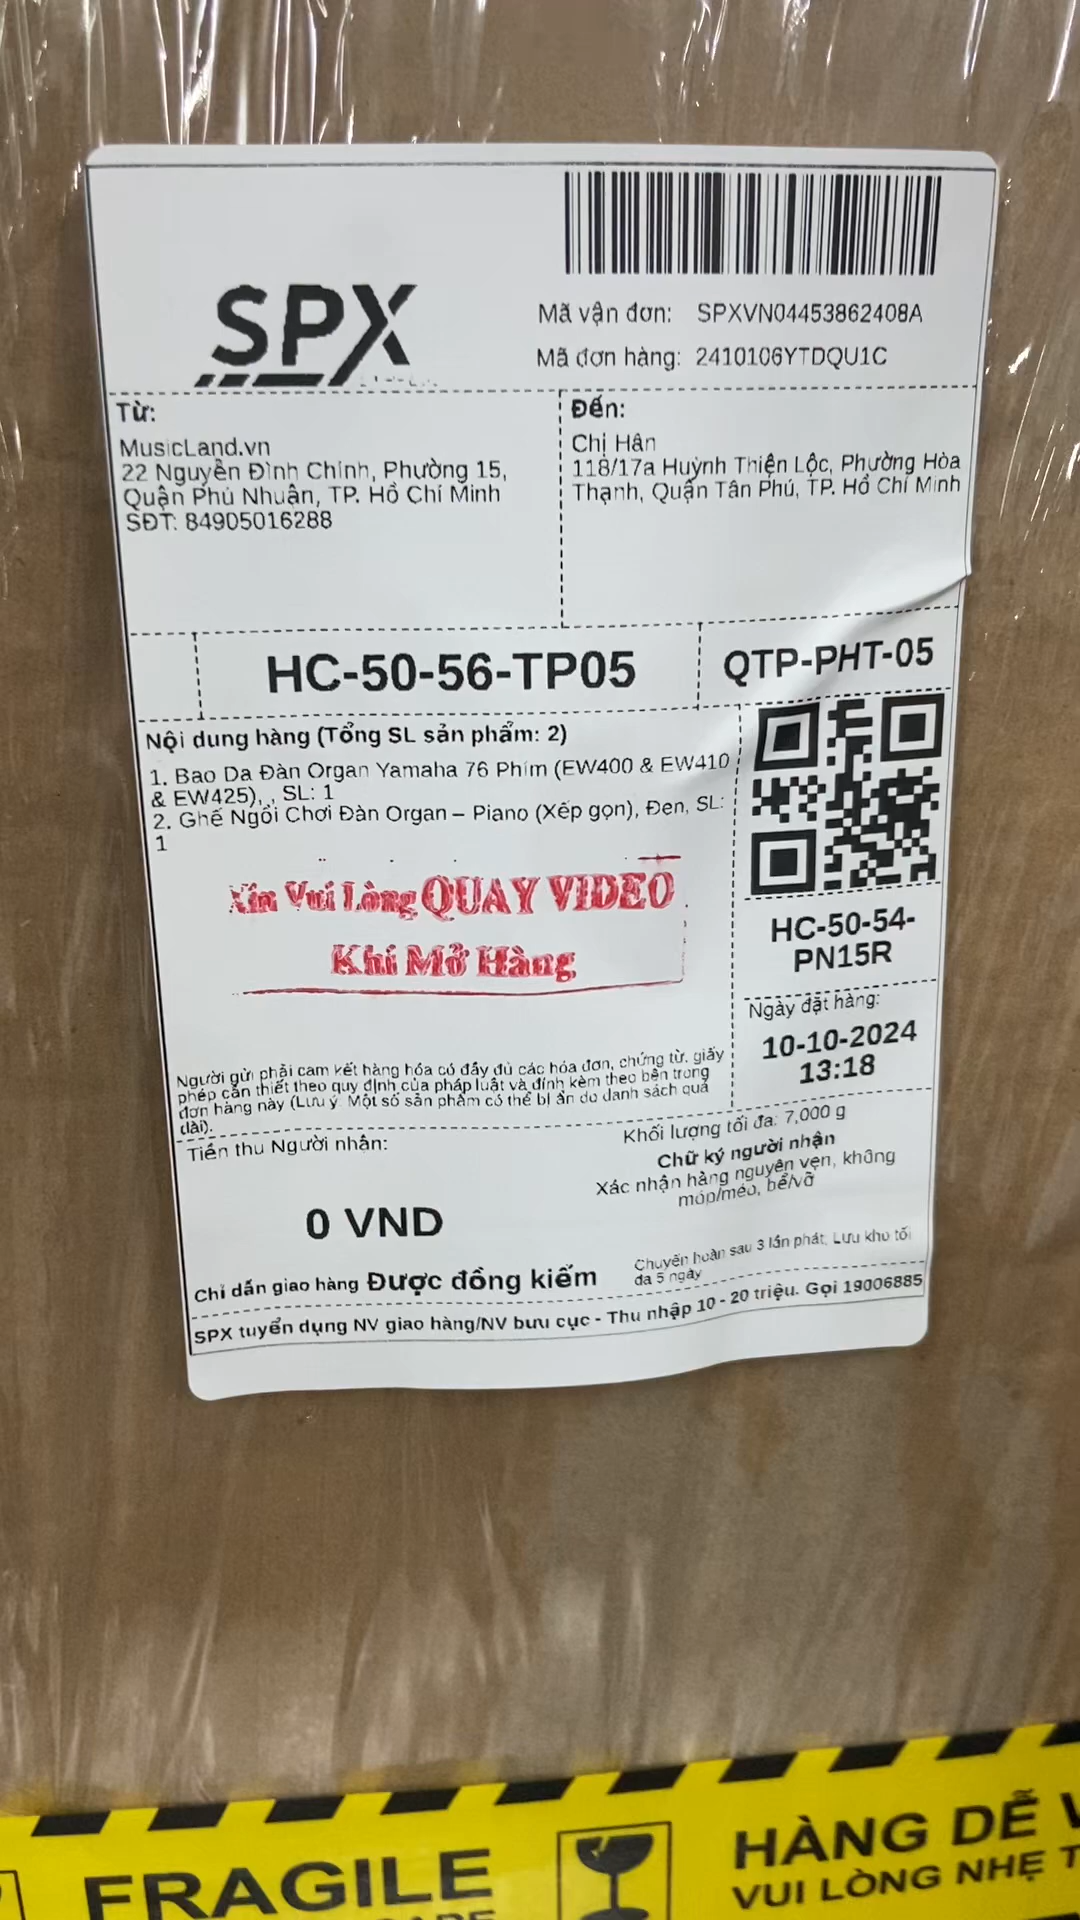 SPX
Mã vận đơn: SPXVN04453862408A
Mã đơn hàng: 2410106YTDQU1C
Từ:
MusicLand.vn
22 Nguyễn Đình Chính, Phường 15,
Quận Phú Nhuận, TP. Hồ Chí Minh
SĐT: 84905016288
Đến:
Chị Hân
118/17a Huỳnh Thiện Lộc, Phường Hòa
Thạnh, Quận Tân Phú, TP. Hồ Chí Minh
HC-50-56-TP05
QTP-PHT-05
Nội dung hàng (Tổng SL sản phẩm: 2)
1. Bao Da Đàn Organ Yamaha 76 Phím (EW400 & EW410
& EW425), , SL: 1
2. Ghế Ngồi Chơi Đàn Organ – Piano (Xếp gọn), Đen, SL:
1
Xin Vui Lòng QUAY VIDEO
Khi Mở Hàng
HC-50-54-
PN15R
Ngày đặt hàng:
10-10-2024
13:18
Người gửi phải cam kết hàng hóa có đầy đủ các hóa đơn, chứng từ, giấy
phép cần thiết theo quy định của pháp luật và đính kèm theo bên trong
đơn hàng này (Lưu ý: Một số sản phẩm có thể bị ẩn do danh sách quá
dài).
Tiền thu Người nhận:
0 VND
Khối lượng tối đa: 7,000 g
Chữ ký người nhận
Xác nhận hàng nguyên vẹn, không
móp/méo, bể/vỡ
Chỉ dẫn giao hàng Được đồng kiểm
Chuyển hoàn sau 3 lần phát; Lưu kho tối
đa 5 ngày
SPX tuyển dụng NV giao hàng/NV bưu cục - Thu nhập 10 - 20 triệu. Gọi 19006885
FRAGILE
HÀNG DỄ V
VUI LÒNG NHẸ T